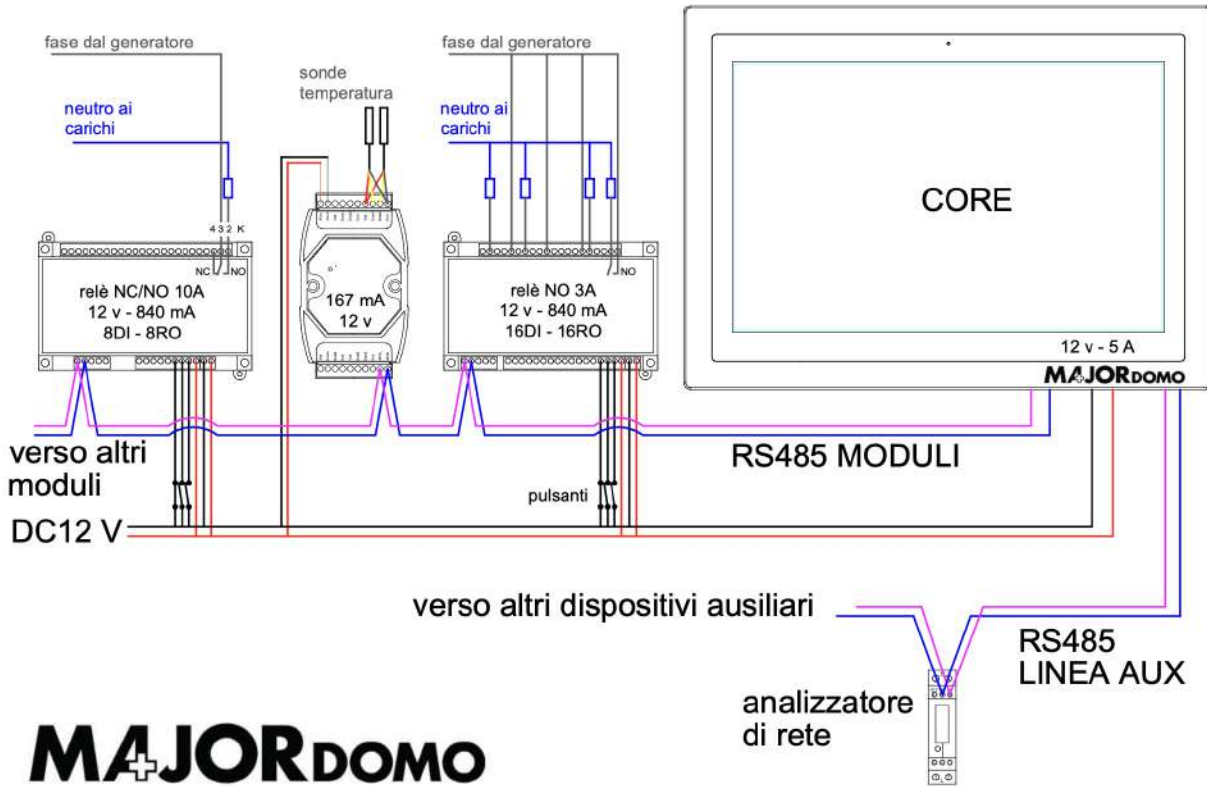 fase dal generatore
neutro ai
carichi
4 3 2 K
NC
NO
relè NC/NO 10A
12 v - 840 mA
8DI - 8RO
sonde
temperatura
167 mA
12 v
fase dal generatore
neutro ai
carichi
NO
relè NO 3A
12 v - 840 mA
16DI - 16RO
CORE
12 v - 5 A
MAJORDOMO
verso altri
moduli
RS485 MODULI
pulsanti
DC12 V
verso altri dispositivi ausiliari
RS485
LINEA AUX
analizzatore
di rete
MAJORDOMO